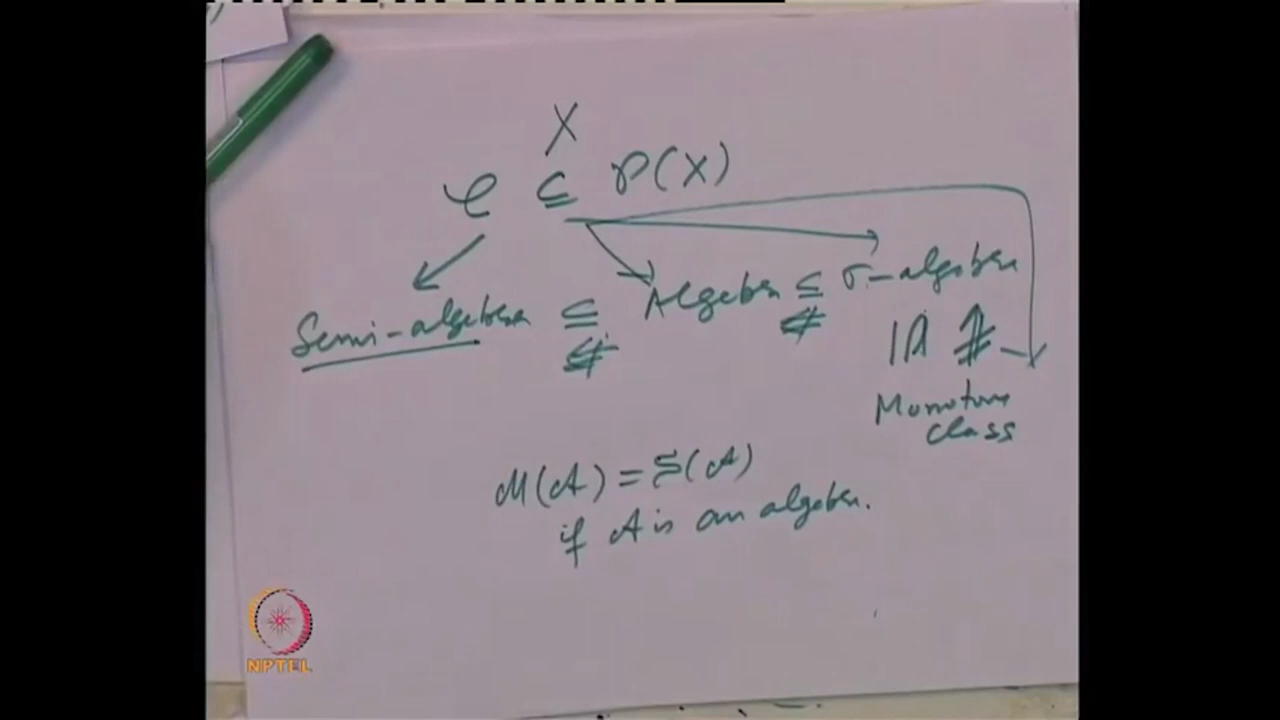 X
𝒞 ⊆ 𝒫(X)
Semi-algebra ⊆ Algebra ⊆ σ-algebra
⊄ ⊄
Monotone
class
ℳ(𝒜) = 𝒮(𝒜)
if 𝒜 is an algebra.
NPTEL